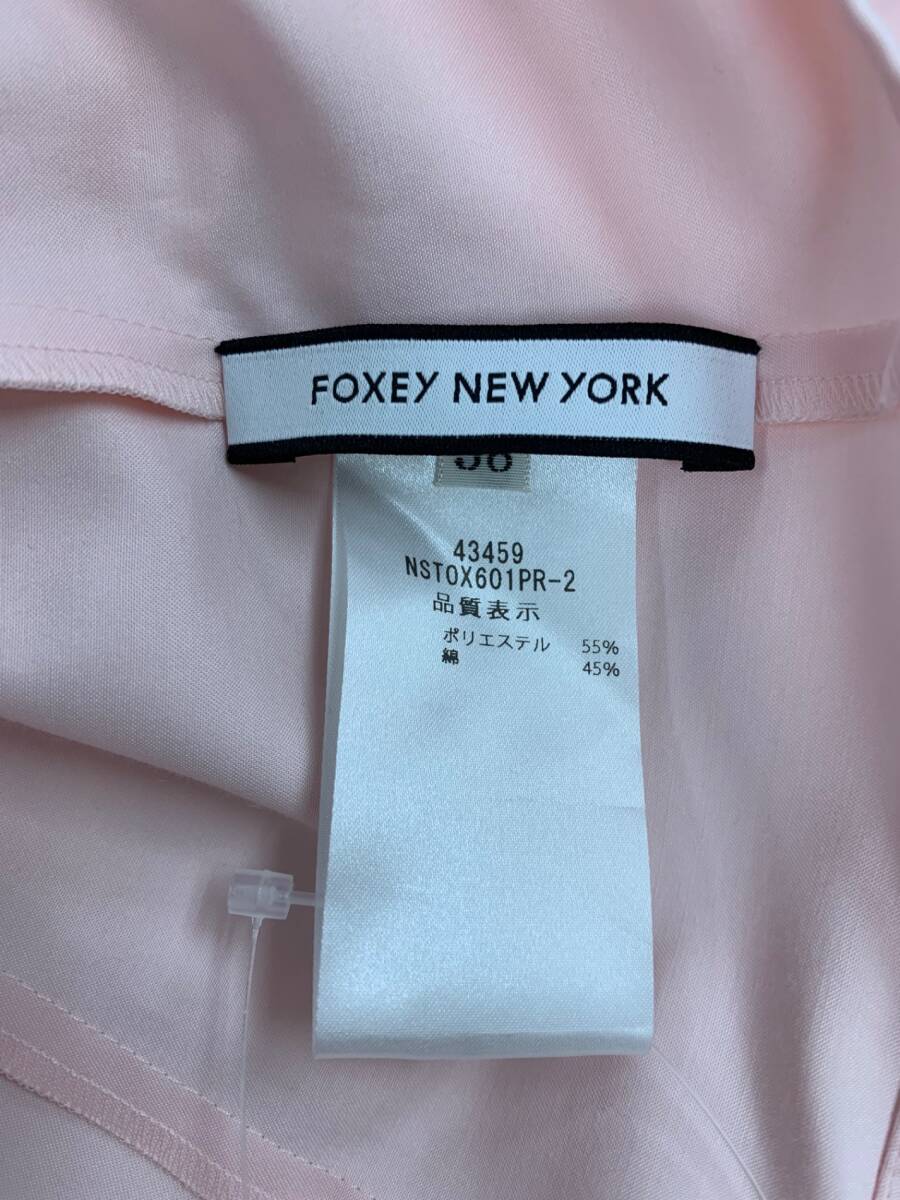 FOXEY NEW YORK
43459
NSTOX601PR-2
品質表示
ポリエステル 55%
綿 45%